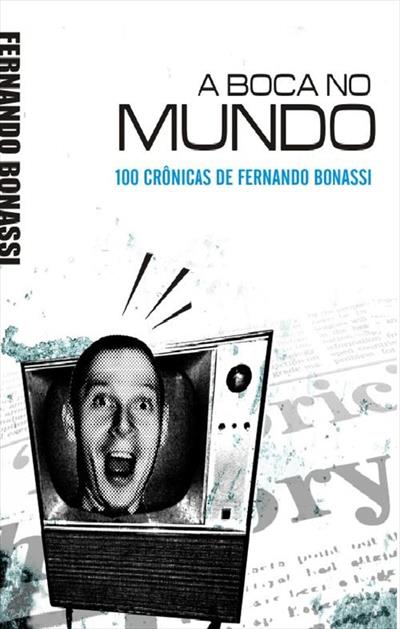 FERNANDO BONASSI
A BOCA NO
MUNDO
100 CRÔNICAS DE FERNANDO BONASSI